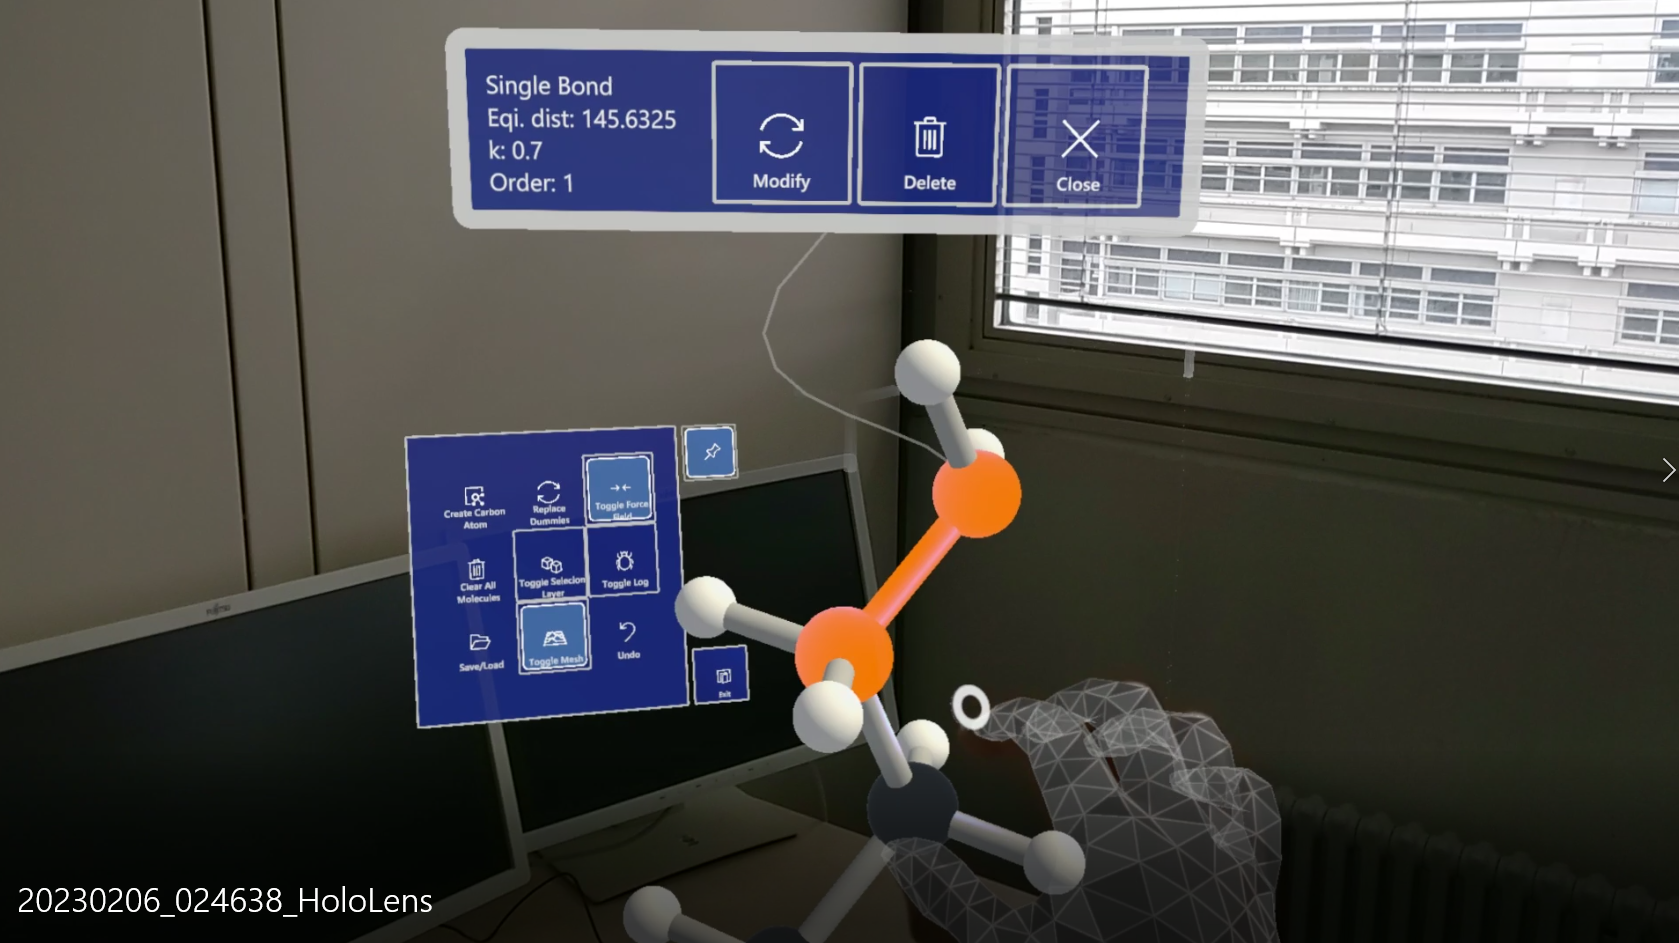 Single Bond
Eqi. dist: 145.6325
k: 0.7
Order: 1
Modify
Delete
Close
Create Carbon
Atom
Replace
Dummies
Toggle Force
Field
Clear All
Molecules
Toggle Selecion
Layer
Toggle Log
Save/Load
Toggle Mesh
Undo
Exit
FUJITSU
20230206_024638_HoloLens